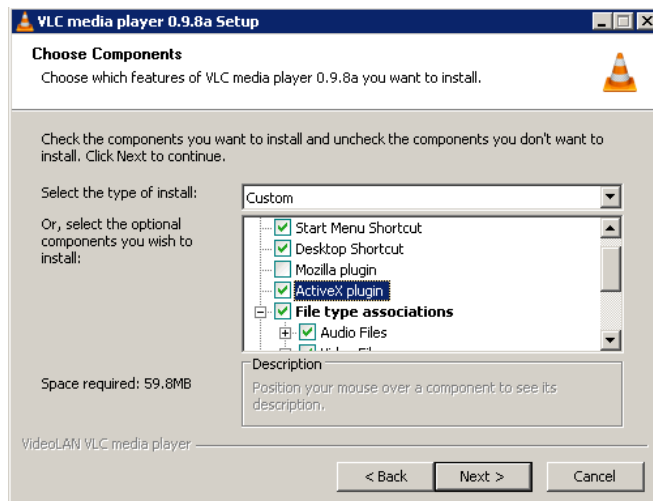 VLC media player 0.9.8a Setup
Choose Components
Choose which features of VLC media player 0.9.8a you want to install.
Check the components you want to install and uncheck the components you don't want to
install. Click Next to continue.
Select the type of install:
Custom
Or, select the optional
components you wish to
install:
Start Menu Shortcut
Desktop Shortcut
Mozilla plugin
ActiveX plugin
File type associations
Audio Files
Space required: 59.8MB
Description
Position your mouse over a component to see its
description.
VideoLAN VLC media player
< Back
Next >
Cancel